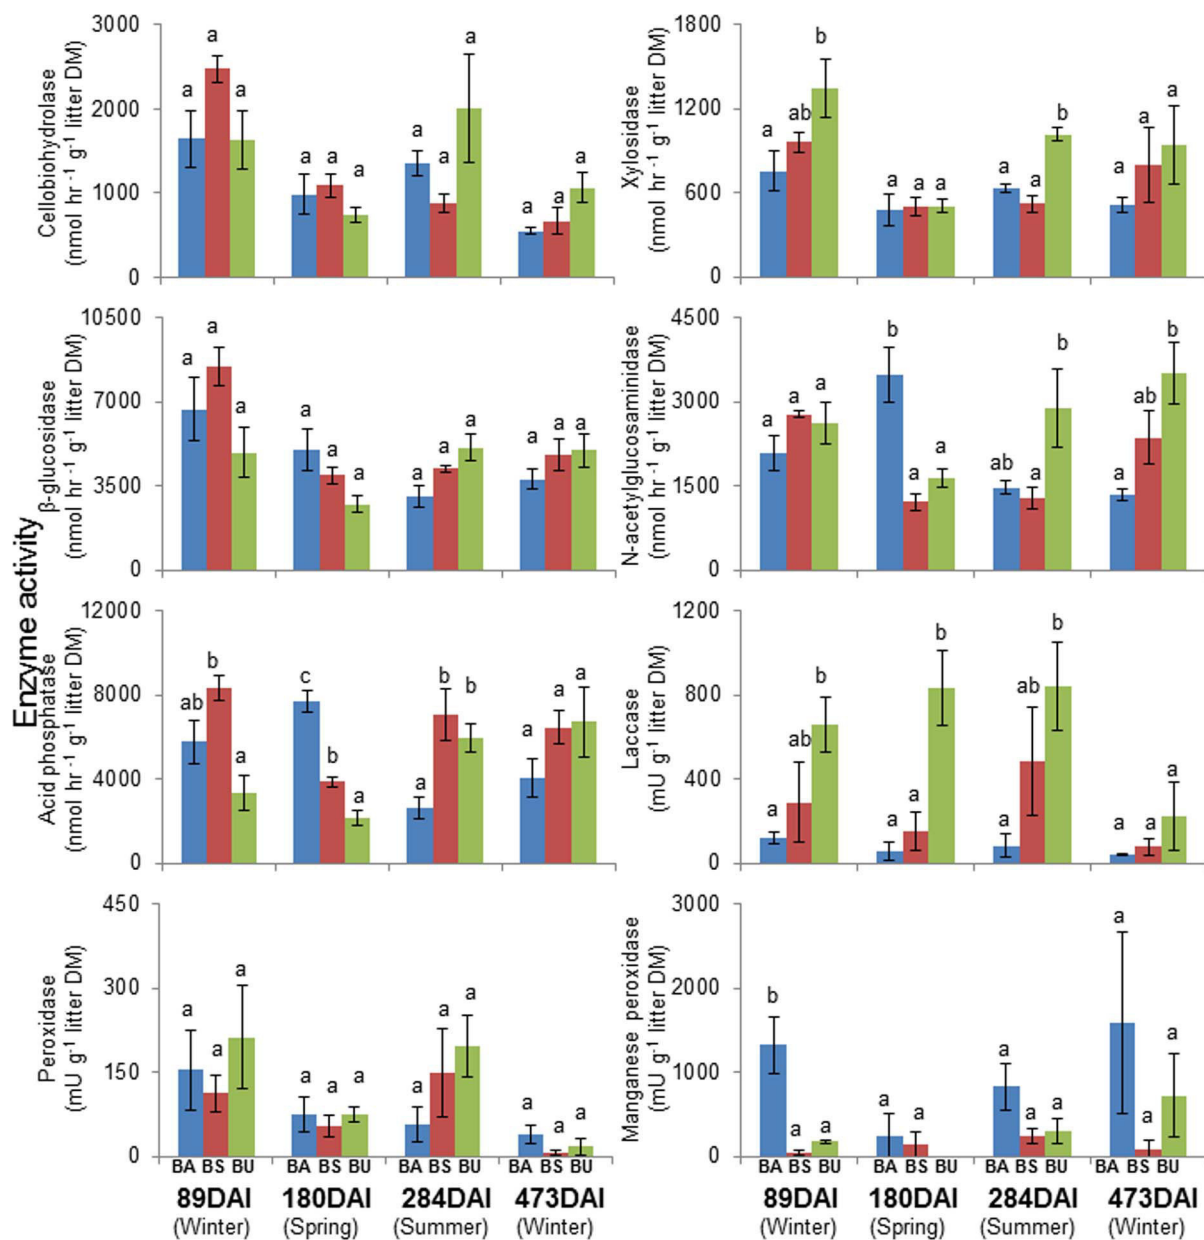 Enzyme activity
Cellobiohydrolase
(nmol hr⁻¹ g⁻¹ litter DM)
3000
2000
1000
0
a a a a a a a a a a a a
Xylosidase
(nmol hr⁻¹ g⁻¹ litter DM)
1800
1200
600
0
a ab b a a a a a b a a a
β-glucosidase
(nmol hr⁻¹ g⁻¹ litter DM)
10500
7000
3500
0
a a a a a a a a a a a a
N-acetylglucosaminidase
(nmol hr⁻¹ g⁻¹ litter DM)
4500
3000
1500
0
a a a b a a ab a b a ab b
Acid phosphatase
(nmol hr⁻¹ g⁻¹ litter DM)
12000
8000
4000
0
ab b a c b a a b b a a a
Laccase
(mU g⁻¹ litter DM)
1200
800
400
0
a ab b a a b a ab b a a a
Peroxidase
(mU g⁻¹ litter DM)
450
300
150
0
a a a a a a a a a a a a
BA BS BU BA BS BU BA BS BU BA BS BU
89DAI 180DAI 284DAI 473DAI
(Winter) (Spring) (Summer) (Winter)
Manganese peroxidase
(mU g⁻¹ litter DM)
3000
2000
1000
0
b a a a a a a a a a a
BA BS BU BA BS BU BA BS BU BA BS BU
89DAI 180DAI 284DAI 473DAI
(Winter) (Spring) (Summer) (Winter)